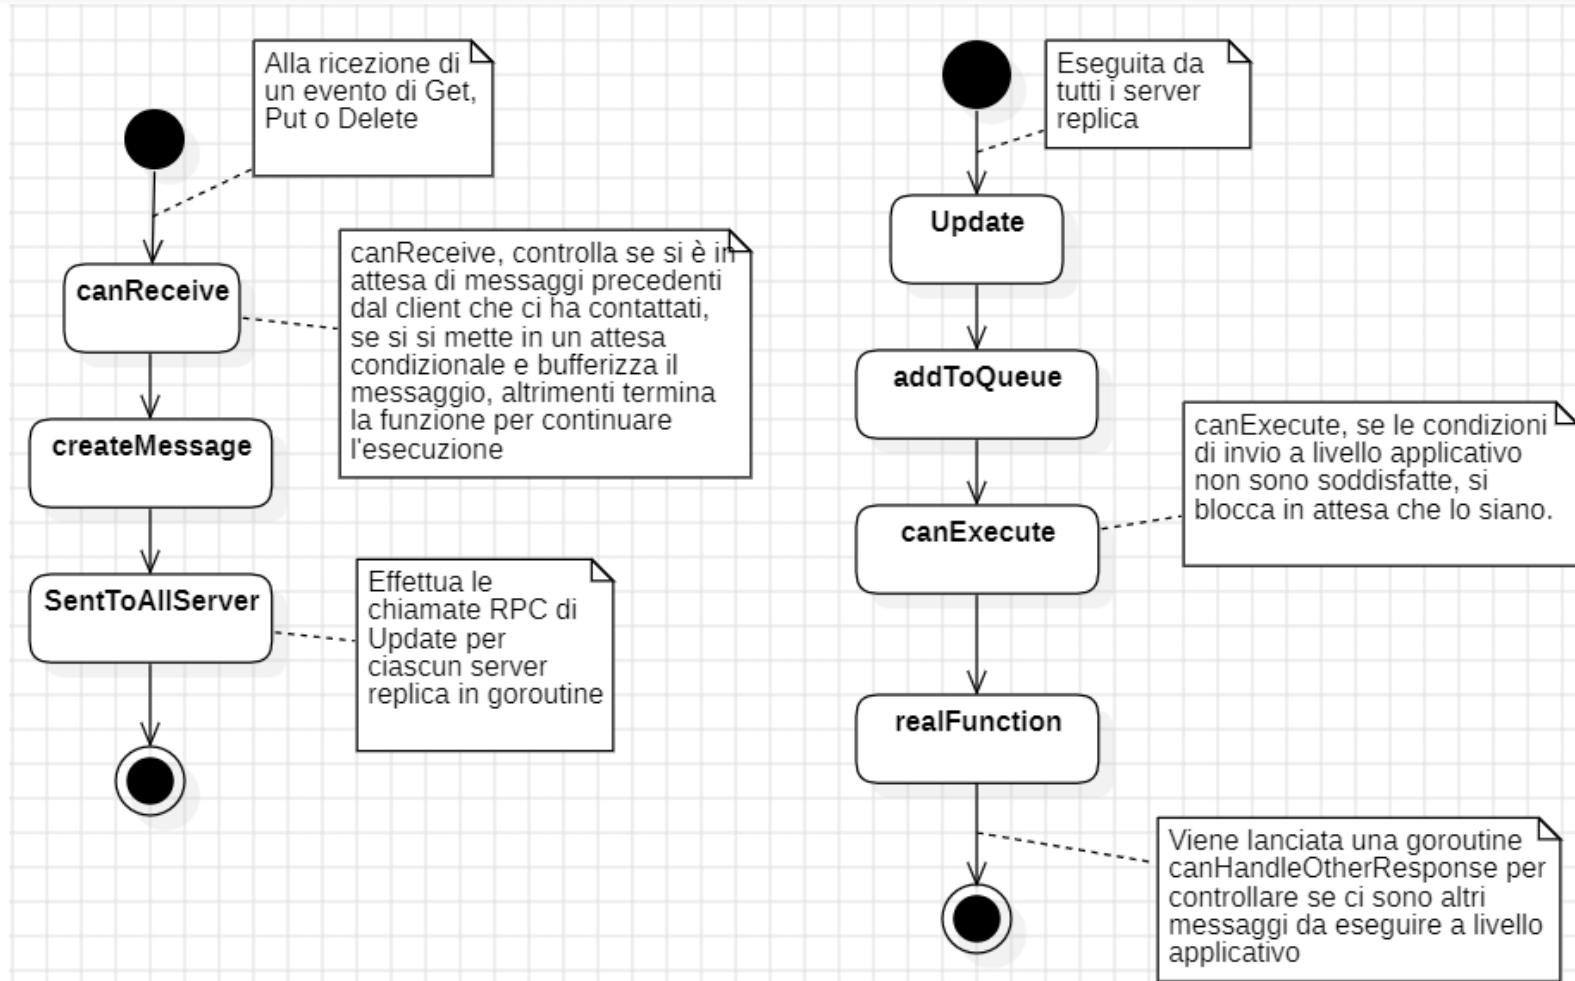 Alla ricezione di
un evento di Get,
Put o Delete
canReceive
canReceive, controlla se si è in
attesa di messaggi precedenti
dal client che ci ha contattati,
se si si mette in un attesa
condizionale e bufferizza il
messaggio, altrimenti termina
la funzione per continuare
l'esecuzione
createMessage
SentToAllServer
Effettua le
chiamate RPC di
Update per
ciascun server
replica in goroutine
Eseguita da
tutti i server
replica
Update
addToQueue
canExecute
canExecute, se le condizioni
di invio a livello applicativo
non sono soddisfatte, si
blocca in attesa che lo siano.
realFunction
Viene lanciata una goroutine
canHandleOtherResponse per
controllare se ci sono altri
messaggi da eseguire a livello
applicativo